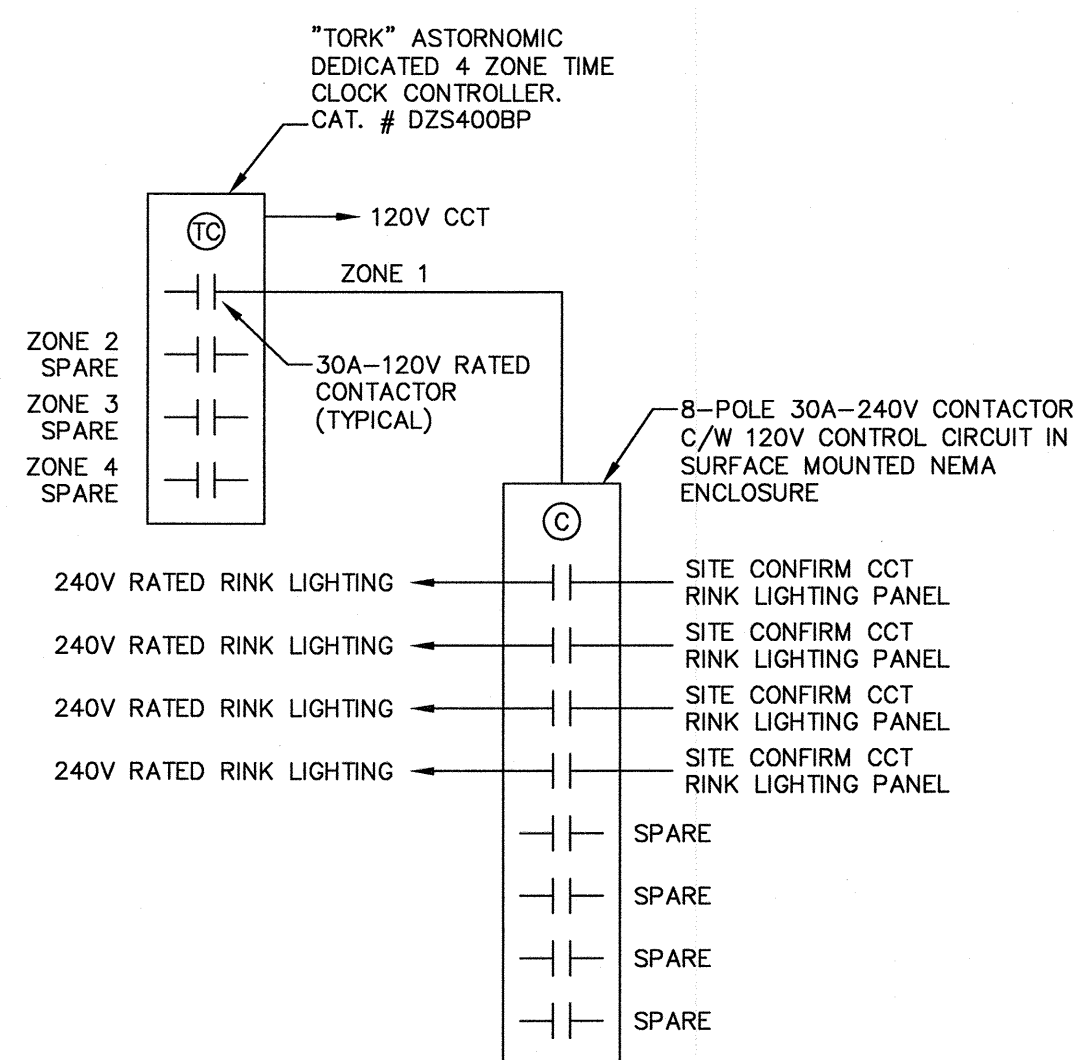 "TORK" ASTORNOMIC
DEDICATED 4 ZONE TIME
CLOCK CONTROLLER.
CAT. # DZS400BP
TC
120V CCT
ZONE 1
ZONE 2
SPARE
ZONE 3
SPARE
ZONE 4
SPARE
30A-120V RATED
CONTACTOR
(TYPICAL)
8-POLE 30A-240V CONTACTOR
C/W 120V CONTROL CIRCUIT IN
SURFACE MOUNTED NEMA
ENCLOSURE
C
240V RATED RINK LIGHTING
SITE CONFIRM CCT
RINK LIGHTING PANEL
240V RATED RINK LIGHTING
SITE CONFIRM CCT
RINK LIGHTING PANEL
240V RATED RINK LIGHTING
SITE CONFIRM CCT
RINK LIGHTING PANEL
240V RATED RINK LIGHTING
SITE CONFIRM CCT
RINK LIGHTING PANEL
SPARE
SPARE
SPARE
SPARE